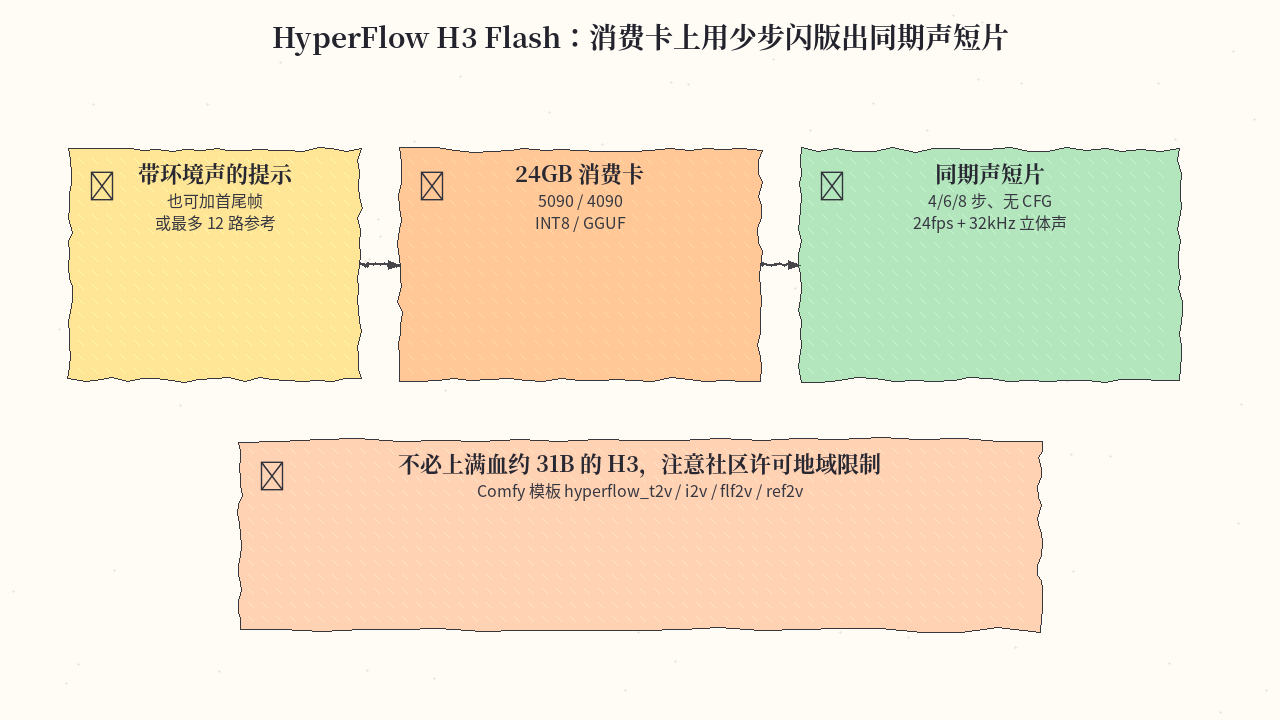 HyperFlow H3 Flash：消费卡上用少步闪版出同期声短片
带环境声的提示
也可加首尾帧
或最多 12 路参考
24GB 消费卡
5090 / 4090
INT8 / GGUF
同期声短片
4/6/8 步、无 CFG
24fps + 32kHz 立体声
不必上满血约 31B 的 H3，注意社区许可地域限制
Comfy 模板 hyperflow_t2v / i2v / flf2v / ref2v